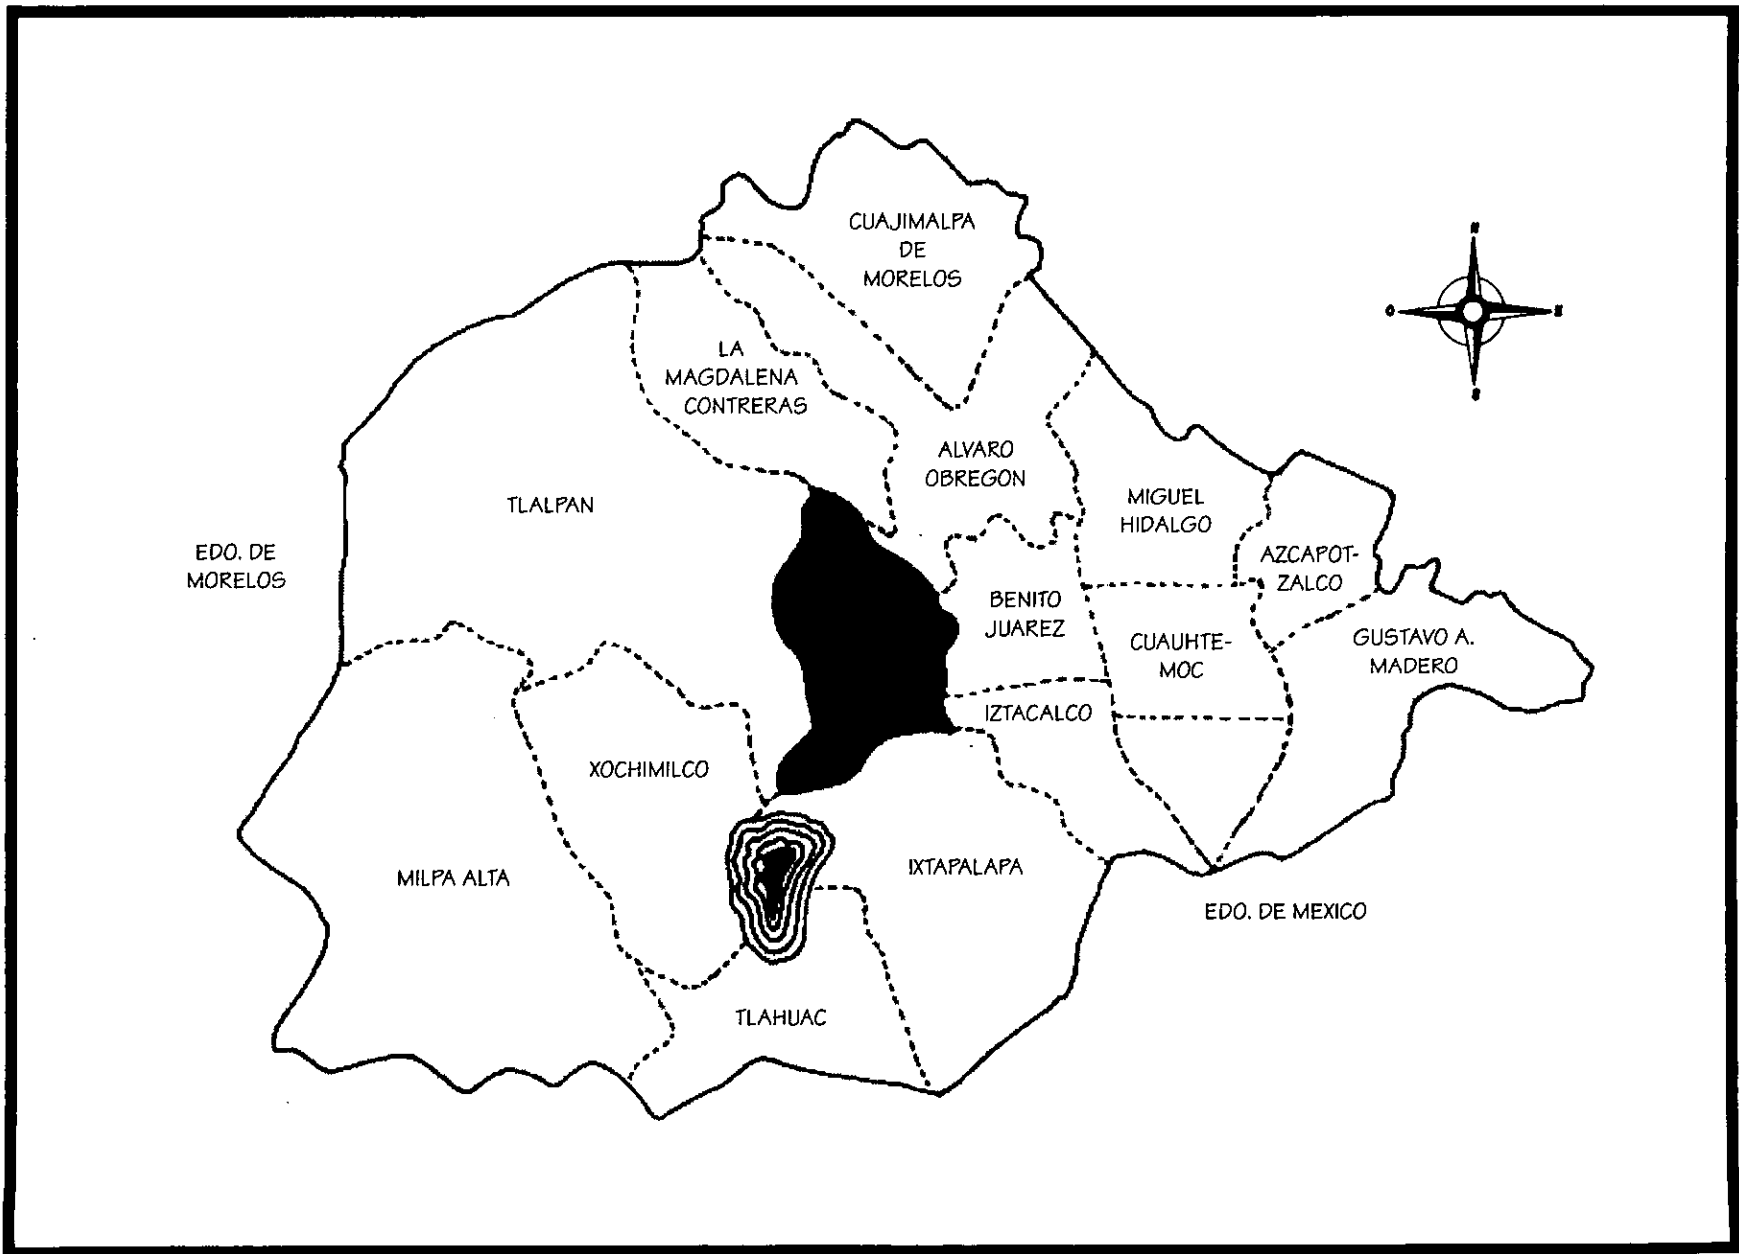 CUAJIMALPA
DE
MORELOS
N
O
E
S
LA
MAGDALENA
CONTRERAS
ALVARO
OBREGON
TLALPAN
MIGUEL
HIDALGO
EDO. DE
MORELOS
AZCAPOT-
ZALCO
BENITO
JUAREZ
CUAUHTE-
MOC
GUSTAVO A.
MADERO
IZTACALCO
XOCHIMILCO
MILPA ALTA
IXTAPALAPA
EDO. DE MEXICO
TLAHUAC